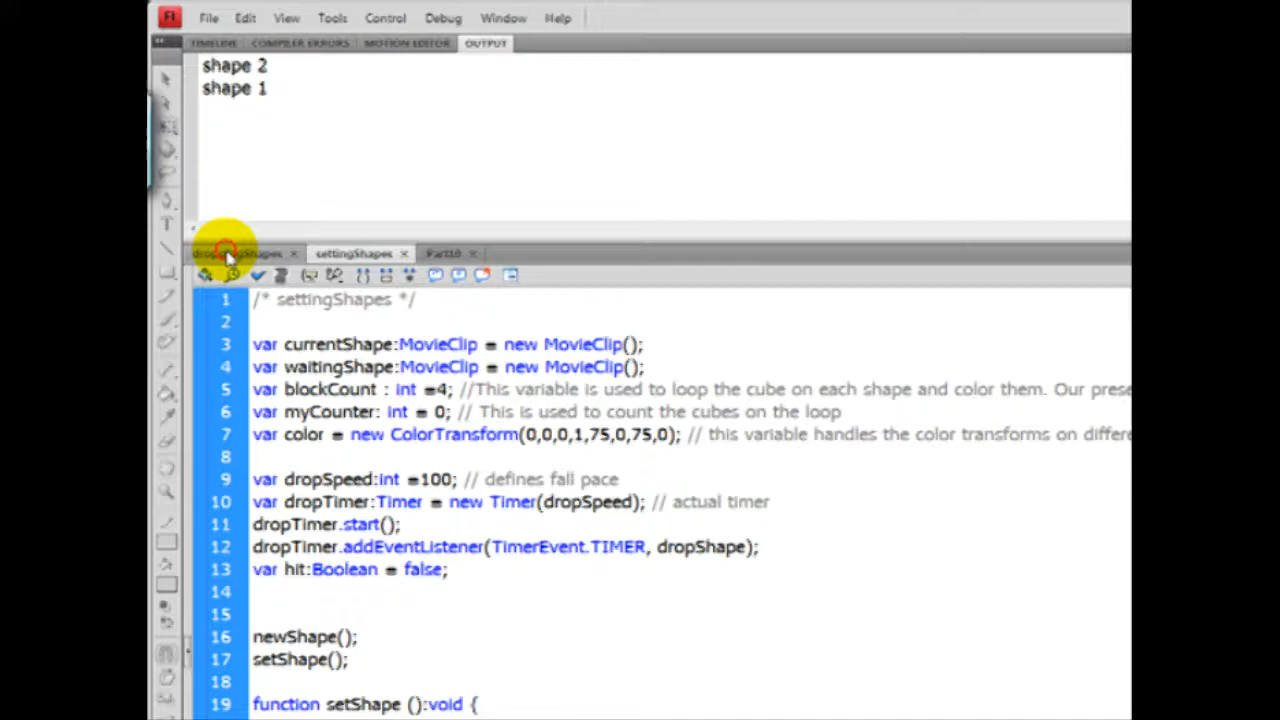 Fl File Edit View Tools Control Debug Window Help
TIMELINE COMPILER ERRORS MOTION EDITOR OUTPUT
shape 2
shape 1
settingShapes × Part10 ×
1 /* settingShapes */
2
3 var currentShape:MovieClip = new MovieClip();
4 var waitingShape:MovieClip = new MovieClip();
5 var blockCount : int =4; //This variable is used to loop the cube on each shape and color them. Our prese
6 var myCounter: int = 0; // This is used to count the cubes on the loop
7 var color = new ColorTransform(0,0,0,1,75,0,75,0); // this variable handles the color transforms on differe
8
9 var dropSpeed:int =100; // defines fall pace
10 var dropTimer:Timer = new Timer(dropSpeed); // actual timer
11 dropTimer.start();
12 dropTimer.addEventListener(TimerEvent.TIMER, dropShape);
13 var hit:Boolean = false;
14
15
16 newShape();
17 setShape();
18
19 function setShape ():void {